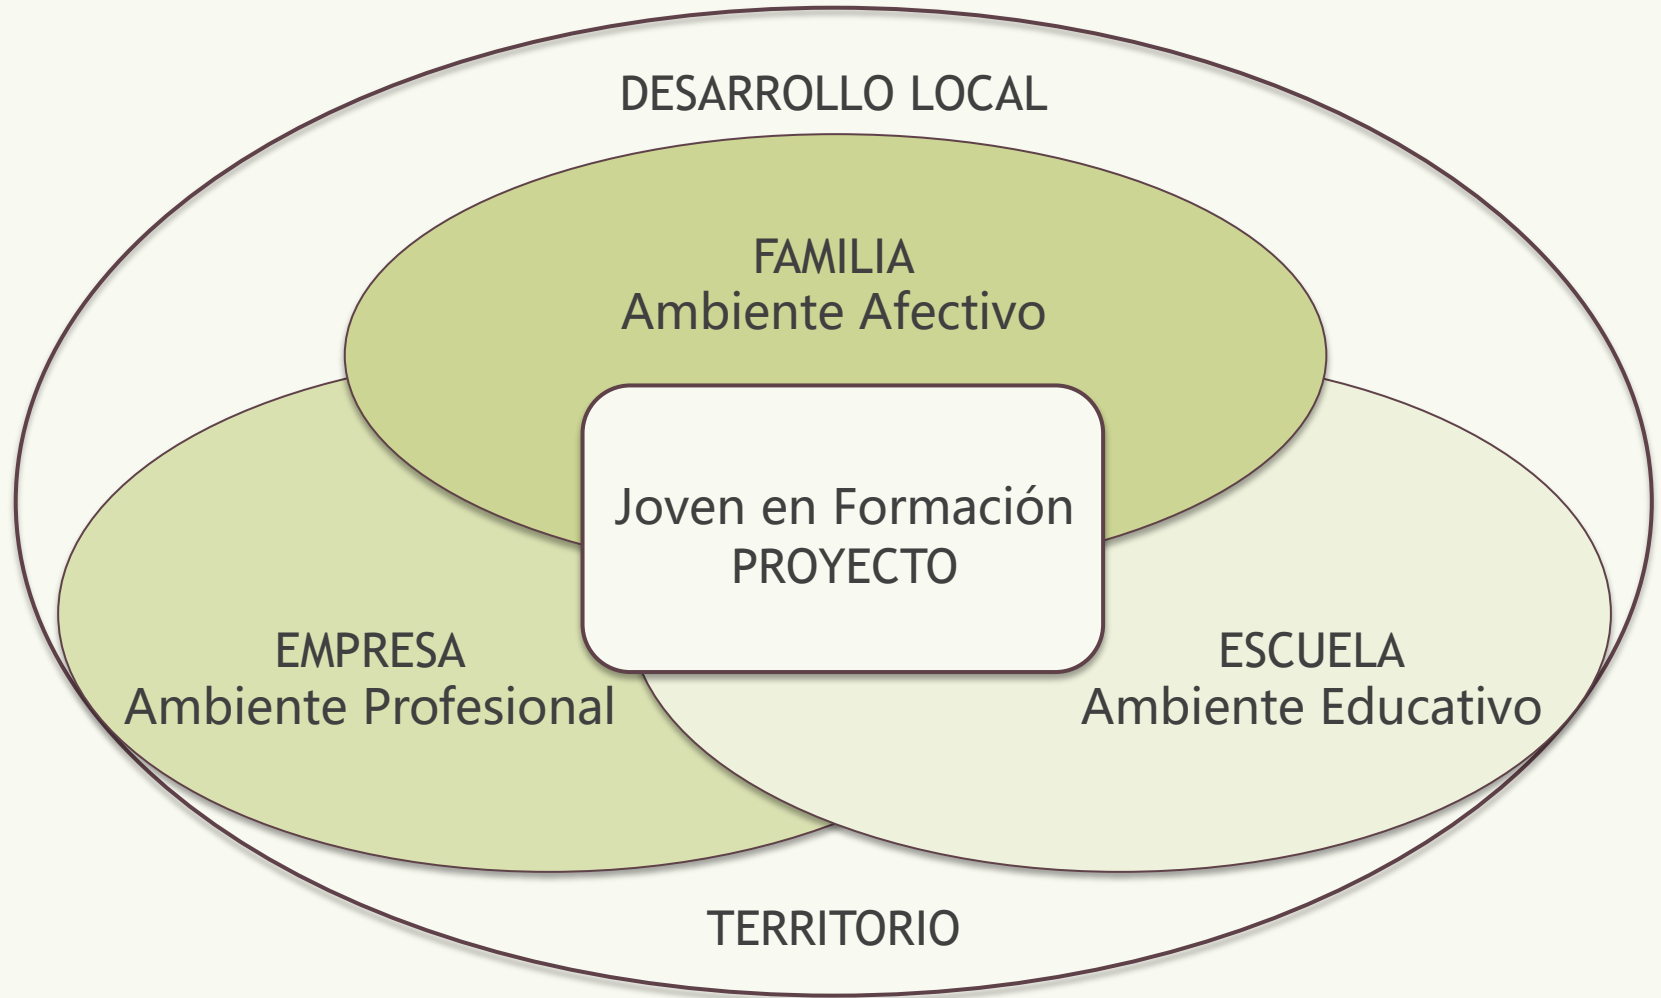 DESARROLLO LOCAL
FAMILIA
Ambiente Afectivo
Joven en Formación
PROYECTO
EMPRESA
Ambiente Profesional
ESCUELA
Ambiente Educativo
TERRITORIO